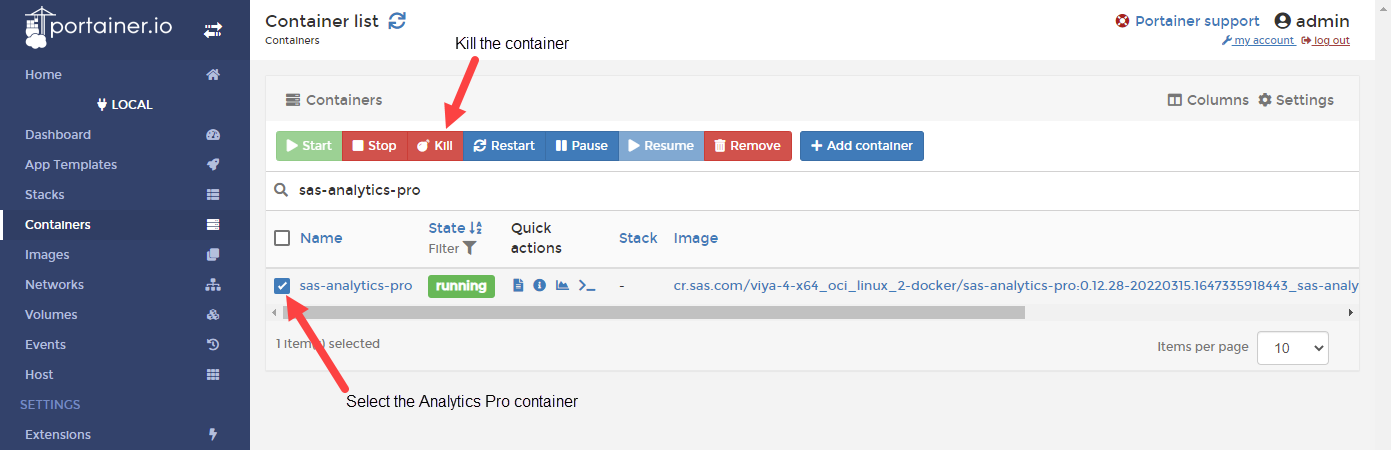 portainer.io
Container list
Containers
Portainer support admin
my account log out
Kill the container
Home
LOCAL
Dashboard
App Templates
Stacks
Containers
Images
Networks
Volumes
Events
Host
SETTINGS
Extensions
Containers
Columns Settings
Start Stop Kill Restart Pause Resume Remove Add container
sas-analytics-pro
Name State Filter Quick actions Stack Image
sas-analytics-pro running - cr.sas.com/viya-4-x64_oci_linux_2-docker/sas-analytics-pro:0.12.28-20220315.1647335918443_sas-analy
1 item(s) selected
Items per page 10
Select the Analytics Pro container